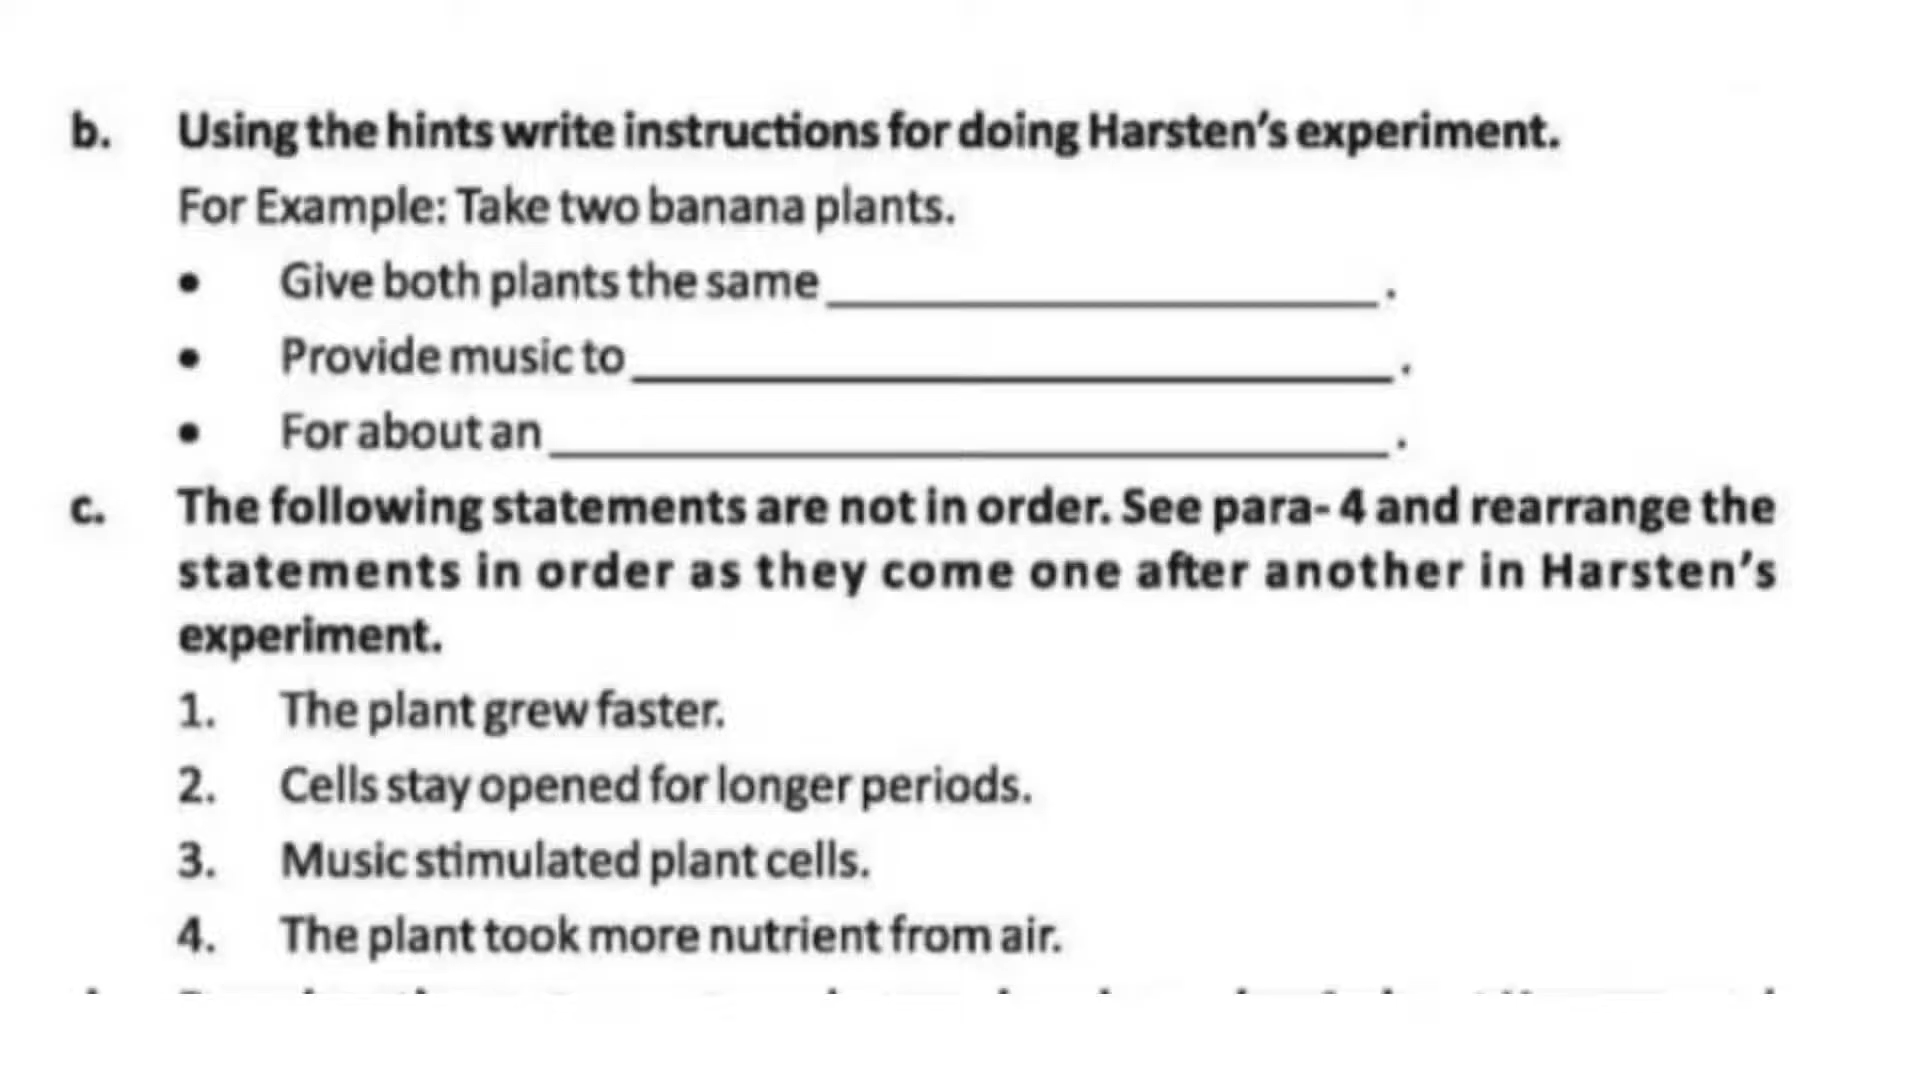 b. Using the hints write instructions for doing Harsten's experiment.
For Example: Take two banana plants.
• Give both plants the same ____________________.
• Provide music to ____________________.
• For about an ____________________.
c. The following statements are not in order. See para- 4 and rearrange the
statements in order as they come one after another in Harsten's
experiment.
1. The plant grew faster.
2. Cells stay opened for longer periods.
3. Music stimulated plant cells.
4. The plant took more nutrient from air.